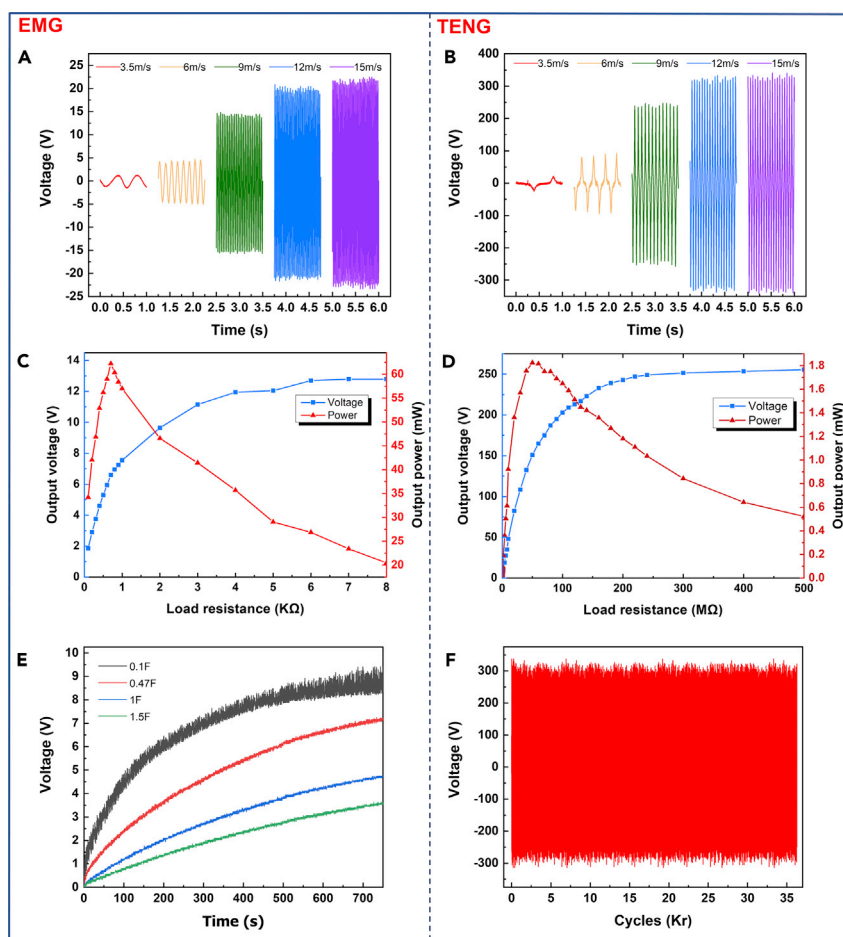 EMG
TENG
A
3.5m/s 6m/s 9m/s 12m/s 15m/s
25
20
15
10
5
0
-5
-10
-15
-20
-25
Voltage (V)
0.0 0.5 1.0 1.5 2.0 2.5 3.0 3.5 4.0 4.5 5.0 5.5 6.0
Time (s)
B
3.5m/s 6m/s 9m/s 12m/s 15m/s
400
300
200
100
0
-100
-200
-300
Voltage (V)
0.0 0.5 1.0 1.5 2.0 2.5 3.0 3.5 4.0 4.5 5.0 5.5 6.0
Time (s)
C
14
12
10
8
6
4
2
0
Output voltage (V)
Voltage
Power
60
55
50
45
40
35
30
25
20
Output power (mW)
0 1 2 3 4 5 6 7 8
Load resistance (KΩ)
D
250
200
150
100
50
0
Output voltage (V)
Voltage
Power
1.8
1.6
1.4
1.2
1.0
0.8
0.6
0.4
0.2
0.0
Output power (mW)
0 100 200 300 400 500
Load resistance (MΩ)
E
10
9
8
7
6
5
4
3
2
1
0
Voltage (V)
0.1F
0.47F
1F
1.5F
0 100 200 300 400 500 600 700
Time (s)
F
300
200
100
0
-100
-200
-300
Voltage (V)
0 5 10 15 20 25 30 35
Cycles (Kr)